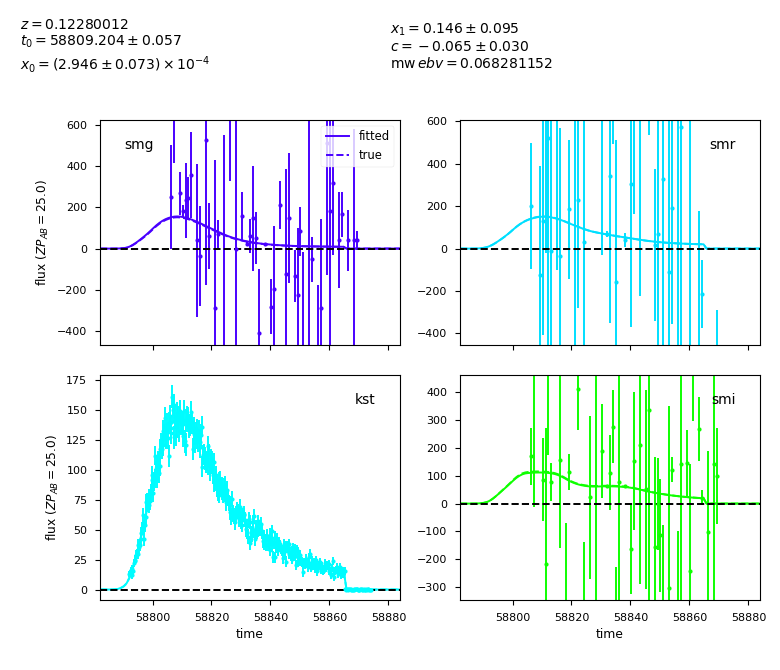 z = 0.12280012
t₀ = 58809.204 ± 0.057
x₀ = (2.946 ± 0.073) × 10⁻⁴
x₁ = 0.146 ± 0.095
c = −0.065 ± 0.030
mw ebv = 0.068281152
600
400
200
0
−200
−400
flux (ZP_AB = 25.0)
smg
fitted
true
600
400
200
0
−200
−400
smr
175
150
125
100
75
50
25
0
flux (ZP_AB = 25.0)
kst
58800 58820 58840 58860 58880
time
400
300
200
100
0
−100
−200
−300
smi
58800 58820 58840 58860 58880
time